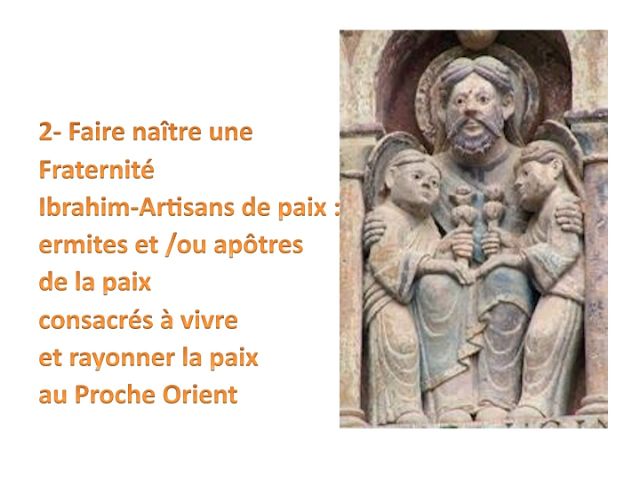 2- Faire naître une
Fraternité
Ibrahim-Artisans de paix :
ermites et /ou apôtres
de la paix
consacrés à vivre
et rayonner la paix
au Proche Orient